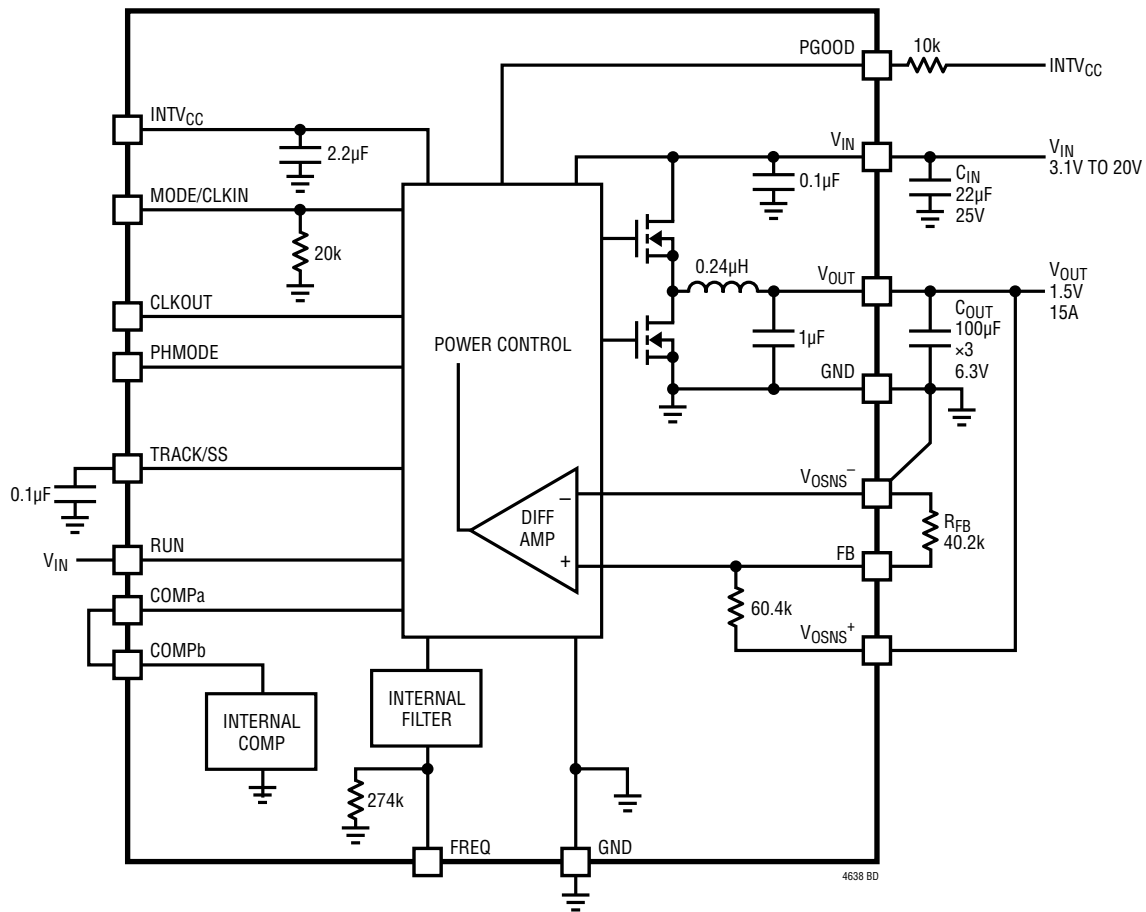 PGOOD
10k
INTVCC
INTVCC
2.2µF
VIN
VIN
3.1V TO 20V
0.1µF
CIN
22µF
25V
MODE/CLKIN
20k
0.24µH
VOUT
VOUT
1.5V
15A
CLKOUT
COUT
100µF
×3
6.3V
1µF
POWER CONTROL
PHMODE
GND
TRACK/SS
0.1µF
VOSNS–
–
DIFF
AMP
+
RFB
40.2k
RUN
VIN
FB
COMPa
60.4k
VOSNS+
COMPb
INTERNAL
FILTER
INTERNAL
COMP
274k
FREQ
GND
4638 BD